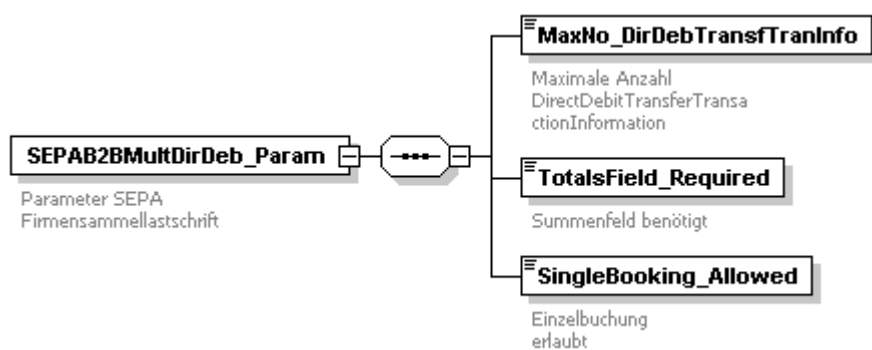 MaxNo_DirDebTransfTranInfo
Maximale Anzahl
DirectDebitTransferTransa
ctionInformation
SEPAB2BMultDirDeb_Param
Parameter SEPA
Firmensammellastschrift
TotalsField_Required
Summenfeld benötigt
SingleBooking_Allowed
Einzelbuchung
erlaubt